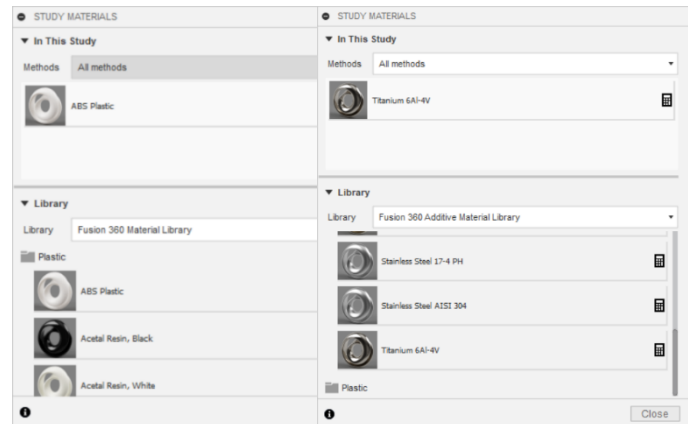 STUDY MATERIALS
In This Study
Methods All methods
ABS Plastic
Library
Library Fusion 360 Material Library
Plastic
ABS Plastic
Acetal Resin, Black
Acetal Resin, White
STUDY MATERIALS
In This Study
Methods All methods
Titanium 6Al-4V
Library
Library Fusion 360 Additive Material Library
Stainless Steel 17-4 PH
Stainless Steel AISI 304
Titanium 6Al-4V
Plastic
Close